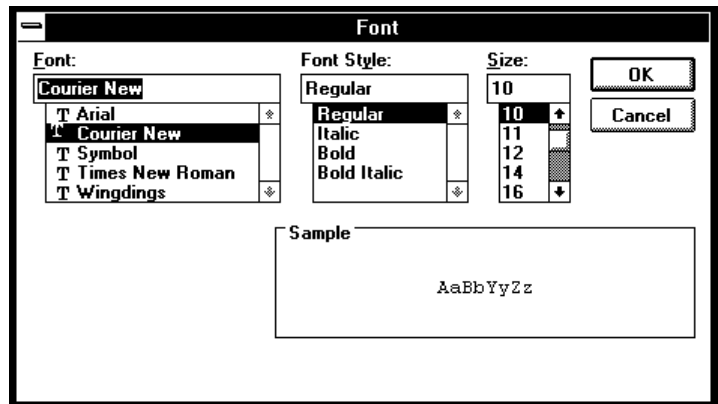 Font
Font:
Courier New
Arial
Courier New
Symbol
Times New Roman
Wingdings
Font Style:
Regular
Regular
Italic
Bold
Bold Italic
Size:
10
10
11
12
14
16
OK
Cancel
Sample
AaBbYyZz